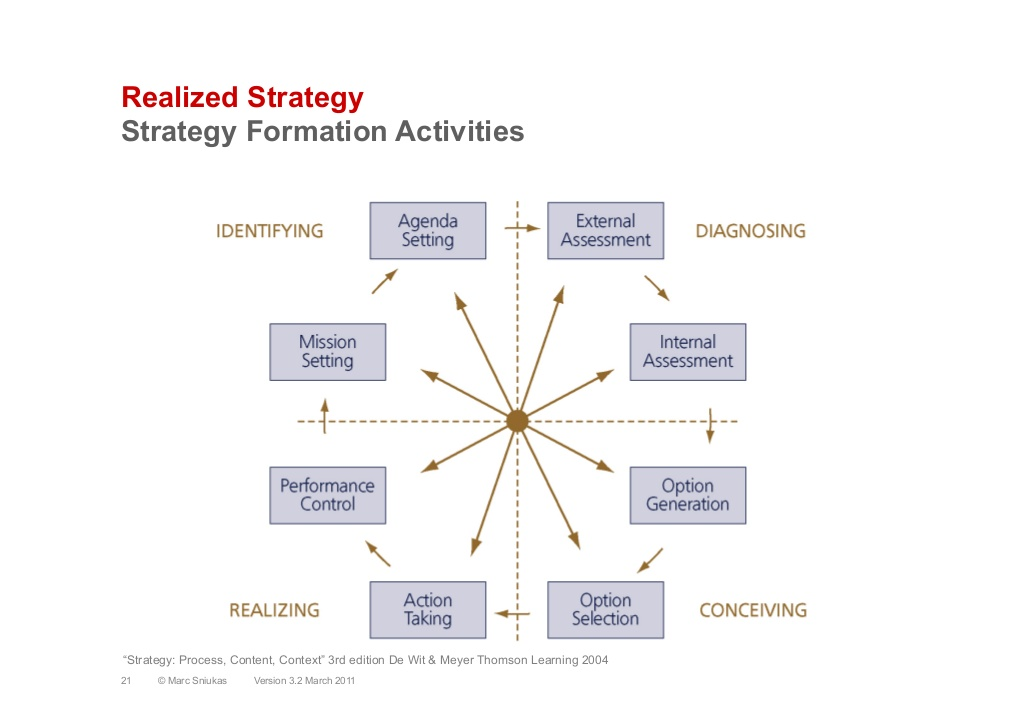 Realized Strategy
Strategy Formation Activities
IDENTIFYING
Agenda
Setting
External
Assessment
DIAGNOSING
Mission
Setting
Internal
Assessment
Performance
Control
Option
Generation
REALIZING
Action
Taking
Option
Selection
CONCEIVING
“Strategy: Process, Content, Context” 3rd edition De Wit & Meyer Thomson Learning 2004
21 © Marc Sniukas Version 3.2 March 2011